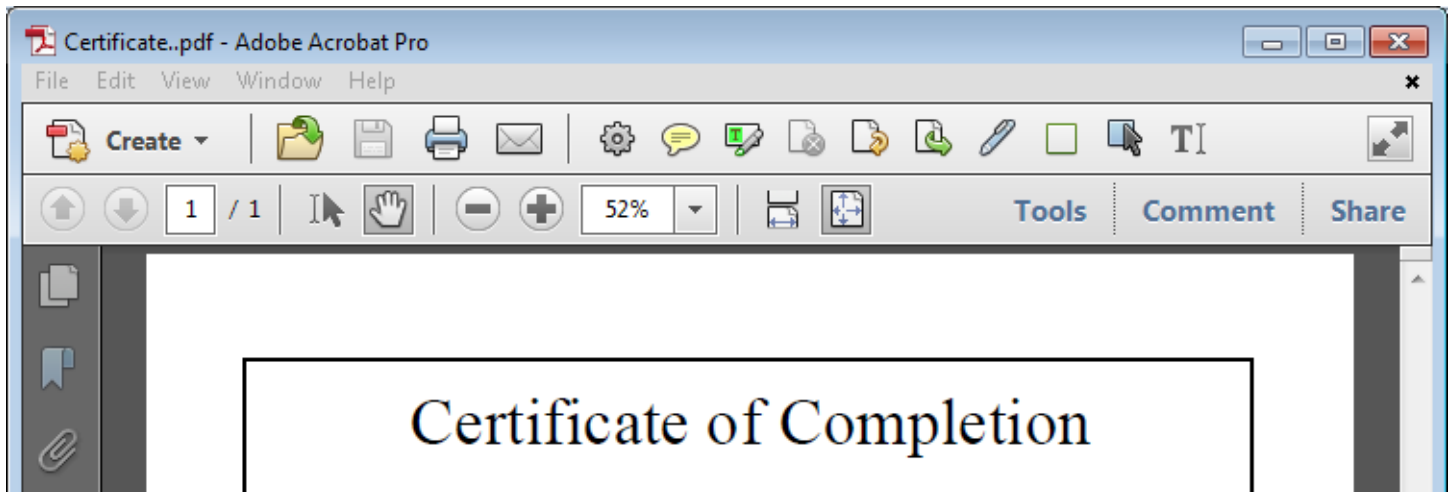 Certificate..pdf - Adobe Acrobat Pro
File Edit View Window Help
Create
1 / 1 52% Tools Comment Share
Certificate of Completion